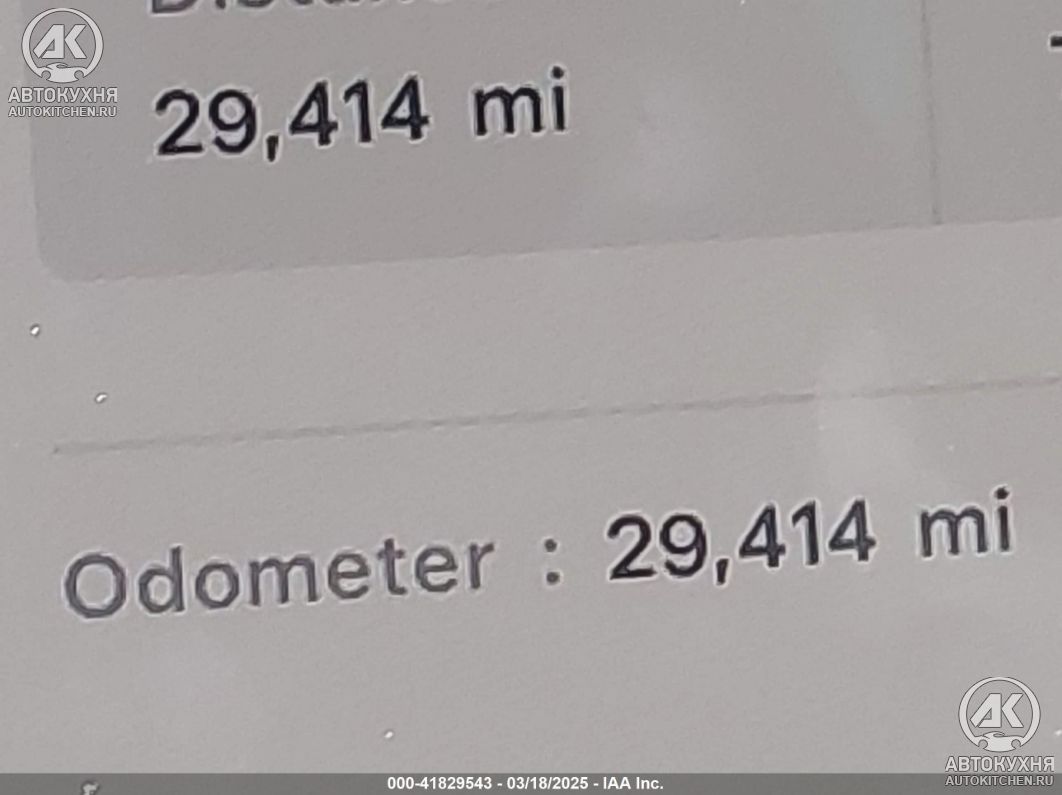 АВТОКУХНЯ
AUTOKITCHEN.RU
29,414 mi
Odometer : 29,414 mi
АК
АВТОКУХНЯ
AUTOKITCHEN.RU
000-41829543 - 03/18/2025 - IAA Inc.